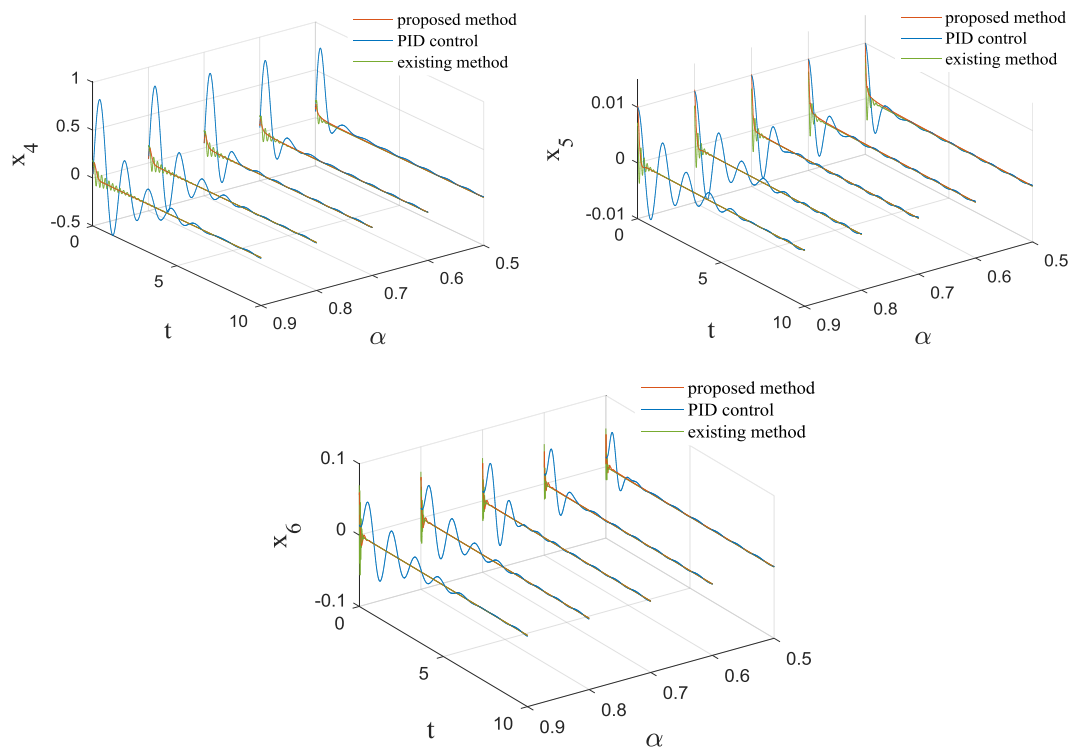 proposed method
PID control
existing method
1
0.5
0
-0.5
x4
0
5
10
t
0.9
0.8
0.7
0.6
0.5
α
proposed method
PID control
existing method
0.01
0
-0.01
x5
0
5
10
t
0.9
0.8
0.7
0.6
0.5
α
proposed method
PID control
existing method
0.1
0
-0.1
x6
0
5
10
t
0.9
0.8
0.7
0.6
0.5
α